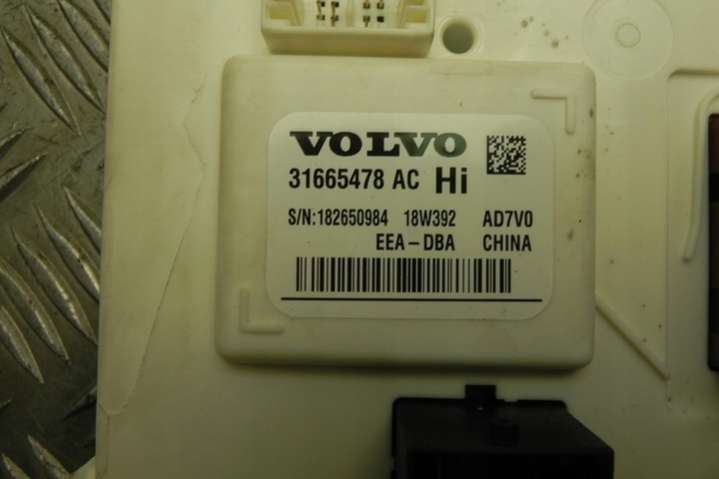 VOLVO
31665478 AC Hi
S/N:182650984 18W392 AD7V0
EEA-DBA CHINA